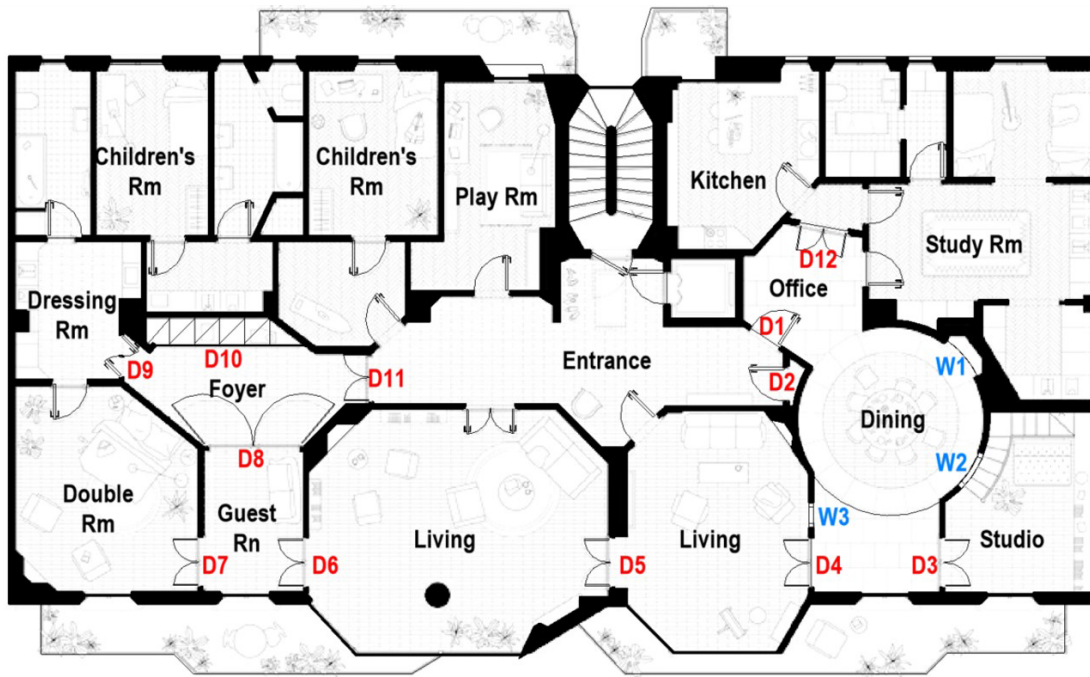 Children's
Rm
Children's
Rm
Play Rm
Kitchen
Study Rm
D12
Office
Dressing
Rm
D1
D9
D10
Foyer
D11
Entrance
D2
W1
Dining
D8
W2
Double
Rm
Guest
Rn
Living
Living
W3
Studio
D7
D6
D5
D4
D3